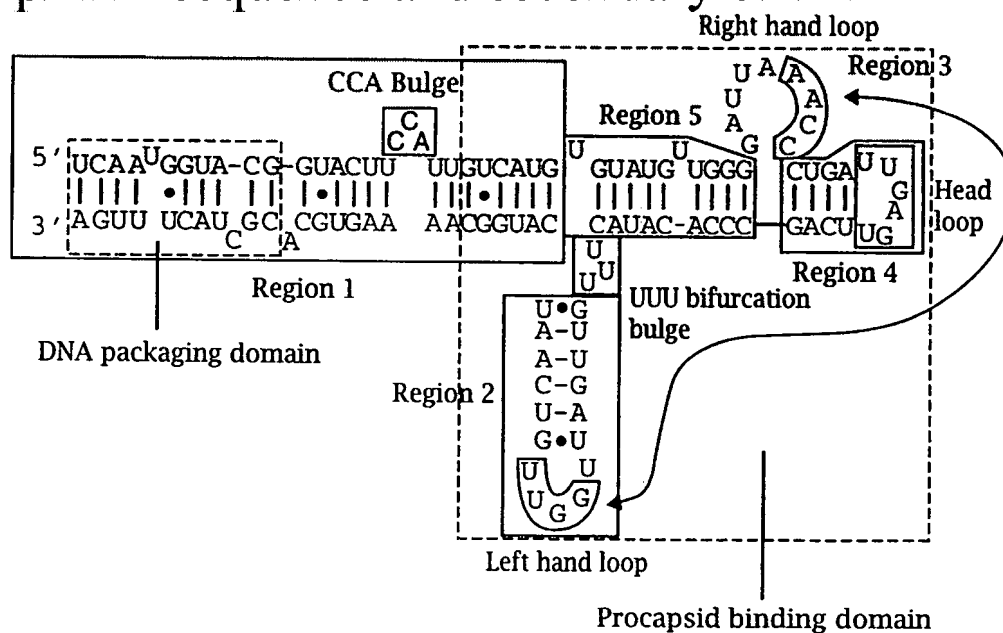 Right hand loop
CCA Bulge
Region 3
Region 5
U A A A C C
U U A G
C C A
5' UCAA U GGUA-CG-GUACUU UUGUCAUG U GUAUG U UGGG CUGA U U G A G U
Head loop
3' AGUU UCAU C GC A CGUGAA AACGGUAC CAUAC-ACCC GACU
Region 4
Region 1
U U U
UUU bifurcation bulge
DNA packaging domain
U•G
A-U
A-U
C-G
U-A
G•U
Region 2
U U G G U
Left hand loop
Procapsid binding domain